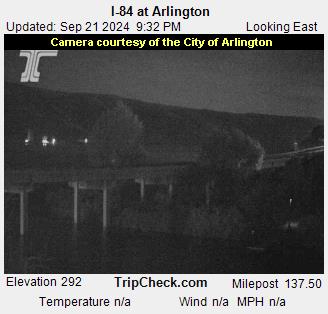 I-84 at Arlington
Updated: Sep 21 2024 9:32 PM Looking East
Camera courtesy of the City of Arlington
Elevation 292 TripCheck.com Milepost 137.50
Temperature n/a Wind n/a MPH n/a